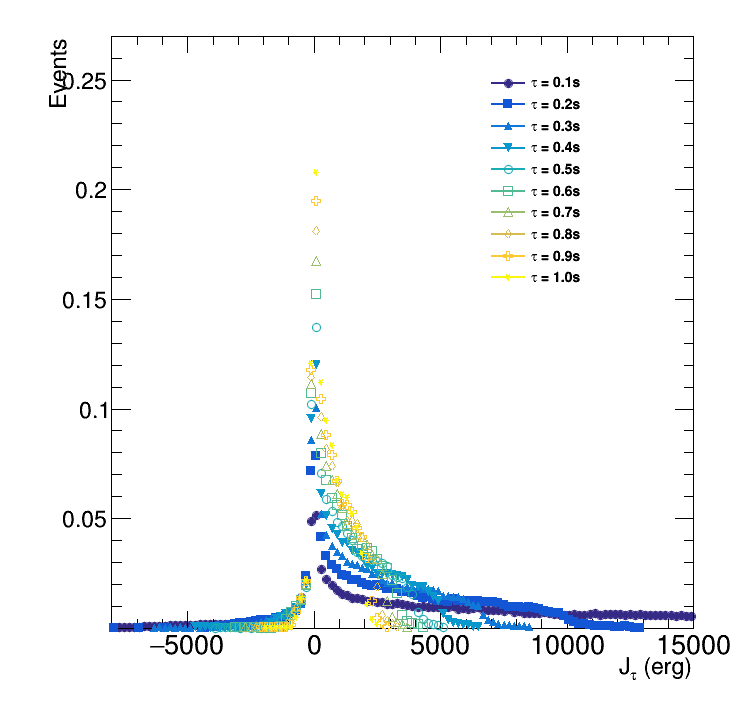 Events
0.25
0.2
0.15
0.1
0.05
−5000 0 5000 10000 15000
J_τ (erg)
τ = 0.1s
τ = 0.2s
τ = 0.3s
τ = 0.4s
τ = 0.5s
τ = 0.6s
τ = 0.7s
τ = 0.8s
τ = 0.9s
τ = 1.0s